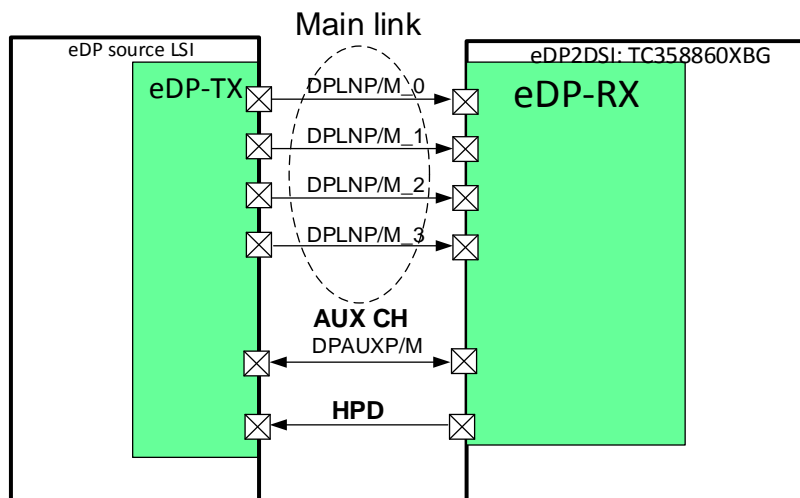 Main link
eDP source LSI
eDP2DSI: TC358860XBG
eDP-TX
eDP-RX
DPLNP/M_0
DPLNP/M_1
DPLNP/M_2
DPLNP/M_3
AUX CH
DPAUXP/M
HPD